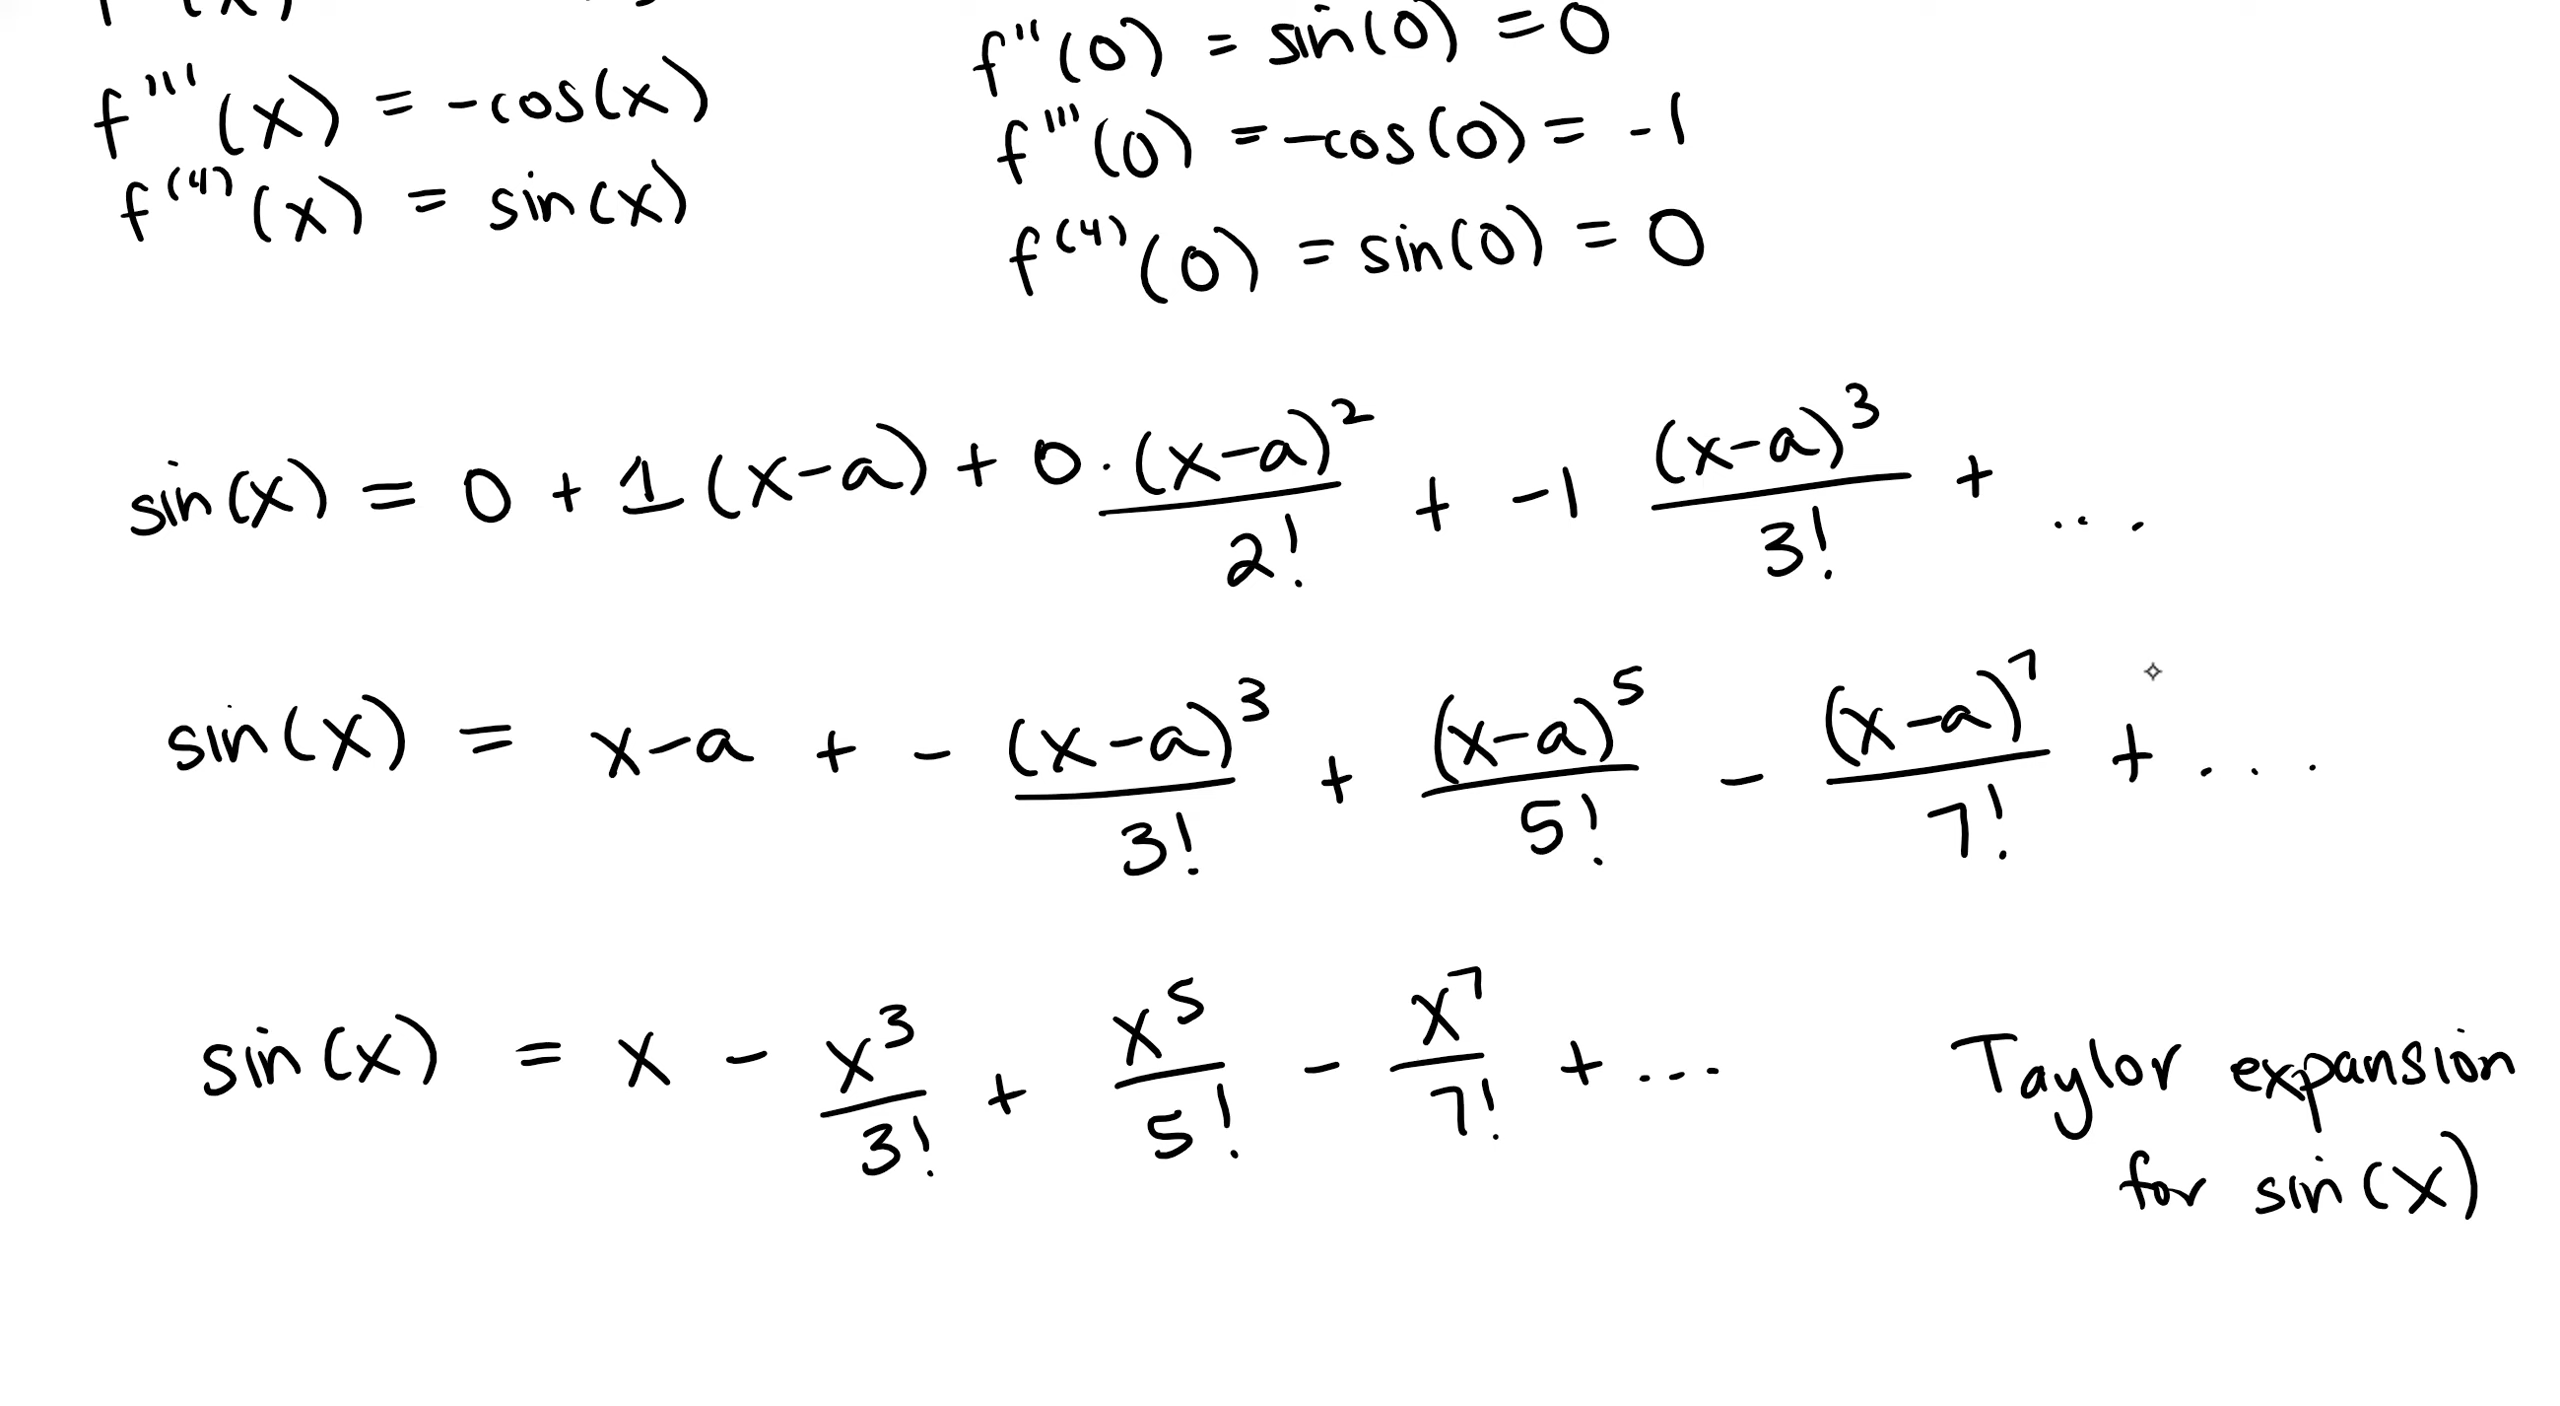 f'''(x) = -cos(x)
f⁽⁴⁾(x) = sin(x)
f''(0) = sin(0) = 0
f'''(0) = -cos(0) = -1
f⁽⁴⁾(0) = sin(0) = 0
sin(x) = 0 + 1(x-a) + 0·(x-a)²/2! + -1 (x-a)³/3! + ...
sin(x) = x-a + - (x-a)³/3! + (x-a)⁵/5! - (x-a)⁷/7! + ...
sin(x) = x - x³/3! + x⁵/5! - x⁷/7! + ...
Taylor expansion
for sin(x)